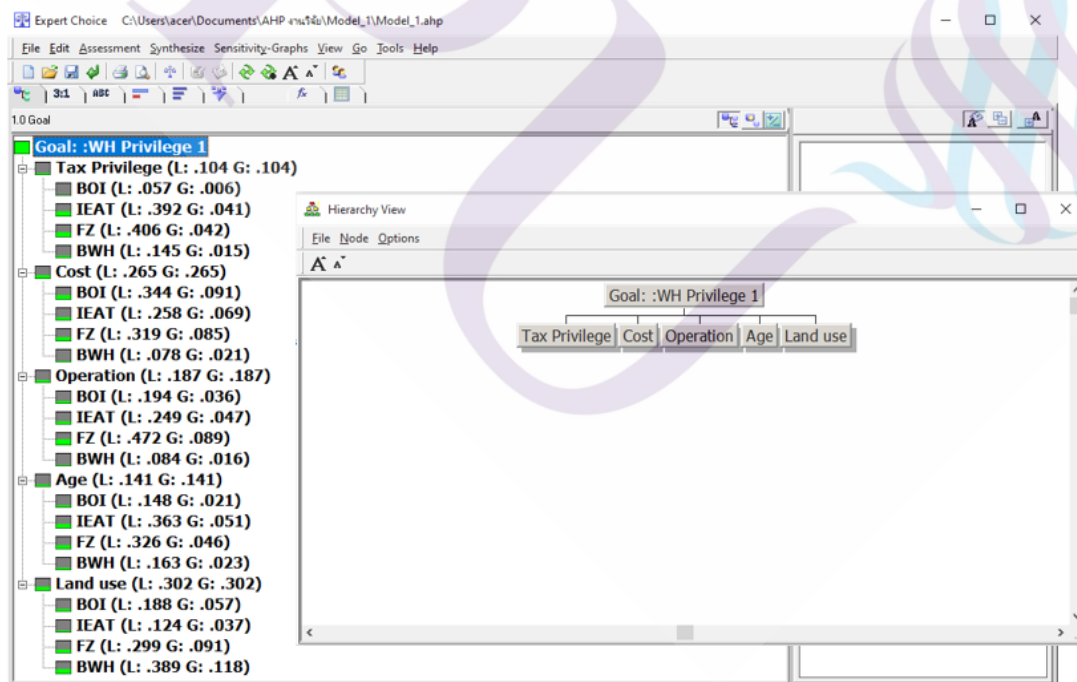 Expert Choice C:\Users\acer\Documents\AHP งานวิจัย\Model_1\Model_1.ahp
File Edit Assessment Synthesize Sensitivity-Graphs View Go Tools Help
3:1 ABC
1.0 Goal
Goal: :WH Privilege 1
Tax Privilege (L: .104 G: .104)
BOI (L: .057 G: .006)
IEAT (L: .392 G: .041)
FZ (L: .406 G: .042)
BWH (L: .145 G: .015)
Cost (L: .265 G: .265)
BOI (L: .344 G: .091)
IEAT (L: .258 G: .069)
FZ (L: .319 G: .085)
BWH (L: .078 G: .021)
Operation (L: .187 G: .187)
BOI (L: .194 G: .036)
IEAT (L: .249 G: .047)
FZ (L: .472 G: .089)
BWH (L: .084 G: .016)
Age (L: .141 G: .141)
BOI (L: .148 G: .021)
IEAT (L: .363 G: .051)
FZ (L: .326 G: .046)
BWH (L: .163 G: .023)
Land use (L: .302 G: .302)
BOI (L: .188 G: .057)
IEAT (L: .124 G: .037)
FZ (L: .299 G: .091)
BWH (L: .389 G: .118)
Hierarchy View
File Node Options
A A
Goal: :WH Privilege 1
Tax Privilege Cost Operation Age Land use